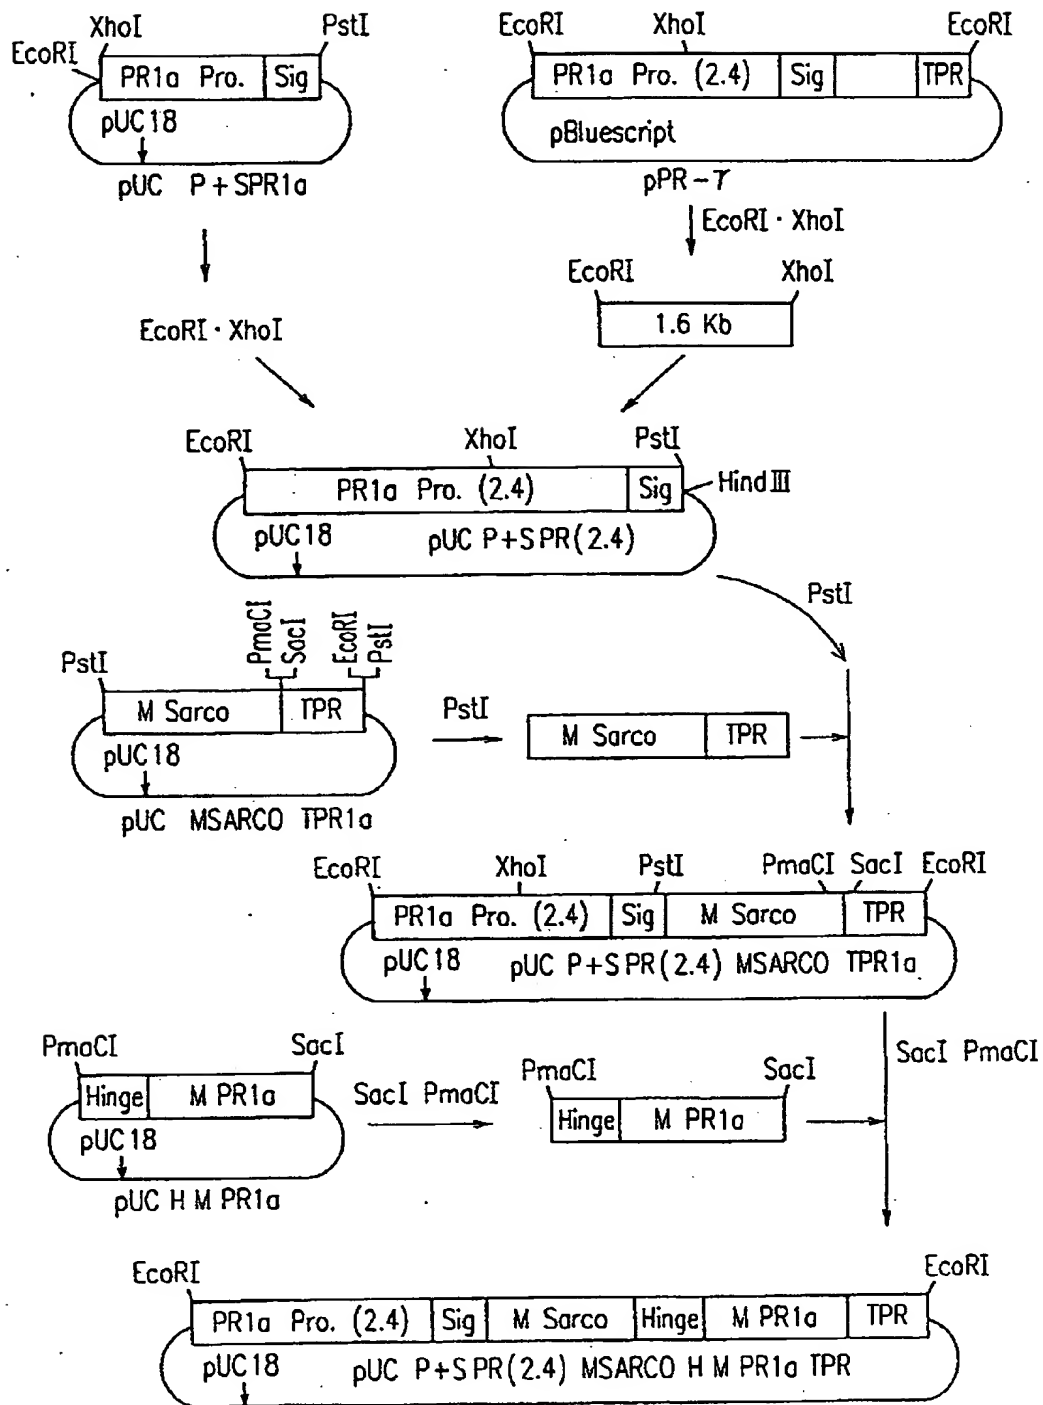 XhoI PstI
EcoRI
PR1a Pro. Sig
pUC18
pUC P+SPR1a
EcoRI XhoI EcoRI
PR1a Pro. (2.4) Sig TPR
pBluescript
pPR-γ
EcoRI · XhoI
EcoRI XhoI
1.6 Kb
EcoRI · XhoI
EcoRI XhoI PstI
PR1a Pro. (2.4) Sig
HindIII
pUC18 pUC P+SPR(2.4)
PstI
PstI PmaCI SacI EcoRI PstI
M Sarco TPR
pUC18
pUC MSARCO TPR1a
PstI
M Sarco TPR
EcoRI XhoI PstI PmaCI SacI EcoRI
PR1a Pro. (2.4) Sig M Sarco TPR
pUC18 pUC P+SPR(2.4) MSARCO TPR1a
SacI PmaCI
PmaCI SacI
Hinge M PR1a
pUC18
pUC H M PR1a
SacI PmaCI
PmaCI SacI
Hinge M PR1a
EcoRI EcoRI
PR1a Pro. (2.4) Sig M Sarco Hinge M PR1a TPR
pUC18 pUC P+SPR(2.4) MSARCO H M PR1a TPR